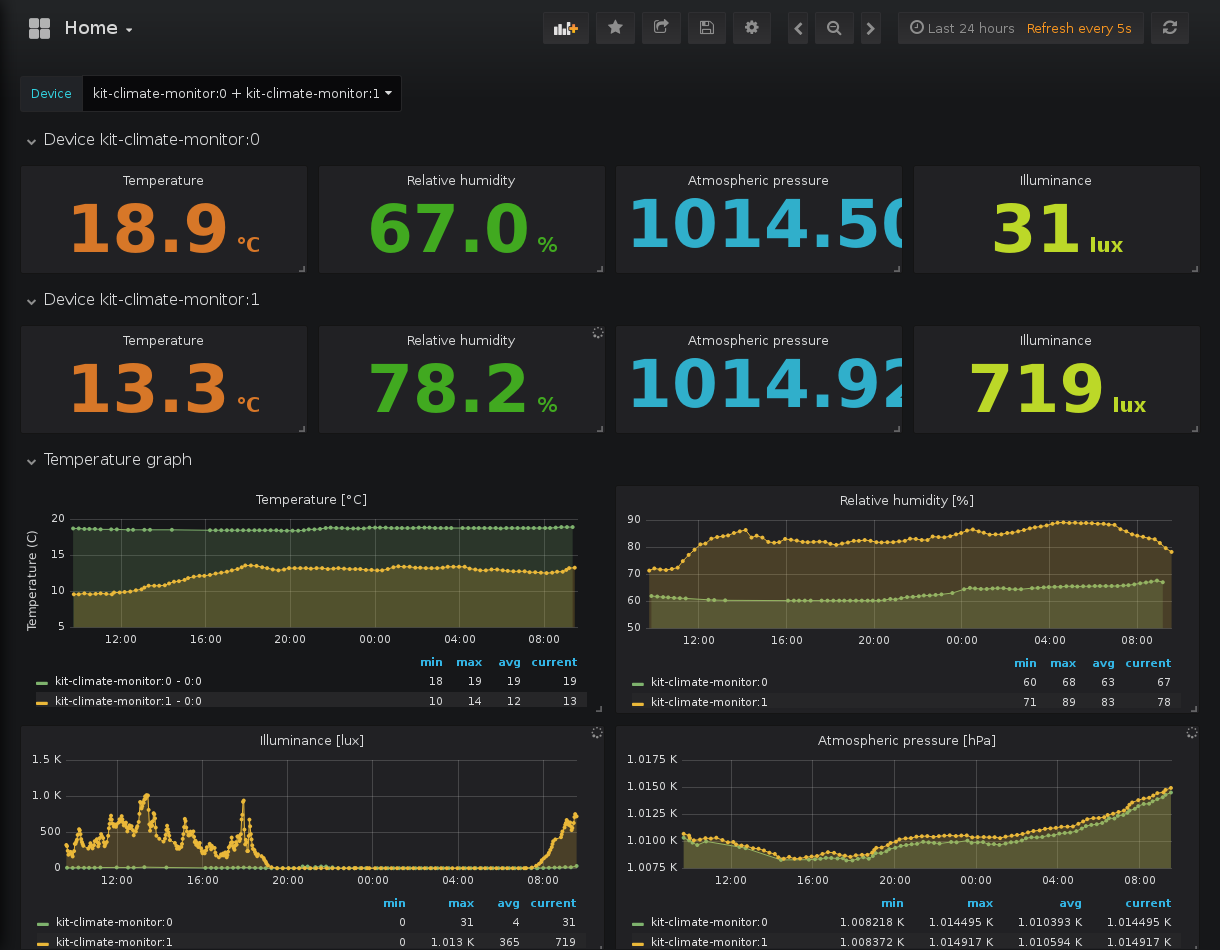 Home
Last 24 hours Refresh every 5s
Device kit-climate-monitor:0 + kit-climate-monitor:1
Device kit-climate-monitor:0
Temperature Relative humidity Atmospheric pressure Illuminance
18.9 °C 67.0 % 1014.50 31 lux
Device kit-climate-monitor:1
Temperature Relative humidity Atmospheric pressure Illuminance
13.3 °C 78.2 % 1014.92 719 lux
Temperature graph
Temperature [°C]
Temperature (C)
20
15
10
5
12:00 16:00 20:00 00:00 04:00 08:00
min max avg current
kit-climate-monitor:0 - 0:0 18 19 19 19
kit-climate-monitor:1 - 0:0 10 14 12 13
Relative humidity [%]
90
80
70
60
50
12:00 16:00 20:00 00:00 04:00 08:00
min max avg current
kit-climate-monitor:0 60 68 63 67
kit-climate-monitor:1 71 89 83 78
Illuminance [lux]
1.5 K
1.0 K
500
0
12:00 16:00 20:00 00:00 04:00 08:00
min max avg current
kit-climate-monitor:0 0 31 4 31
kit-climate-monitor:1 0 1.013 K 365 719
Atmospheric pressure [hPa]
1.0175 K
1.0150 K
1.0125 K
1.0100 K
1.0075 K
12:00 16:00 20:00 00:00 04:00 08:00
min max avg current
kit-climate-monitor:0 1.008218 K 1.014495 K 1.010393 K 1.014495 K
kit-climate-monitor:1 1.008372 K 1.014917 K 1.010594 K 1.014917 K